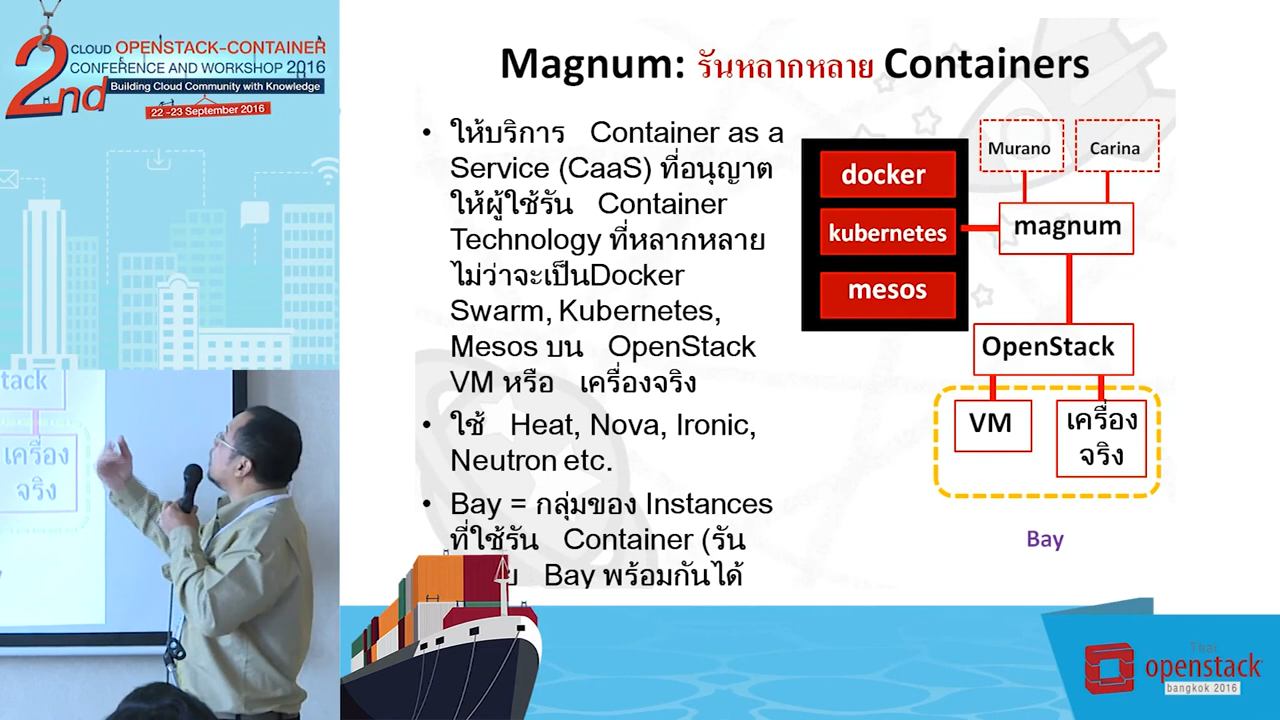 2nd
CLOUD OPENSTACK-CONTAINER
CONFERENCE AND WORKSHOP 2016
Building Cloud Community with Knowledge
22 -23 September 2016
Magnum: รันหลากหลาย Containers
• ให้บริการ Container as a
Service (CaaS) ที่อนุญาต
ให้ผู้ใช้รัน Container
Technology ที่หลากหลาย
ไม่ว่าจะเป็นDocker
Swarm, Kubernetes,
Mesos บน OpenStack
VM หรือ เครื่องจริง
• ใช้ Heat, Nova, Ironic,
Neutron etc.
• Bay = กลุ่มของ Instances
ที่ใช้รัน Container (รัน
Bay พร้อมกันได้
docker
kubernetes
mesos
Murano
Carina
magnum
OpenStack
VM
เครื่อง
จริง
Bay
tack
เครื่อง
จริง
Thai
openstack
bangkok 2016